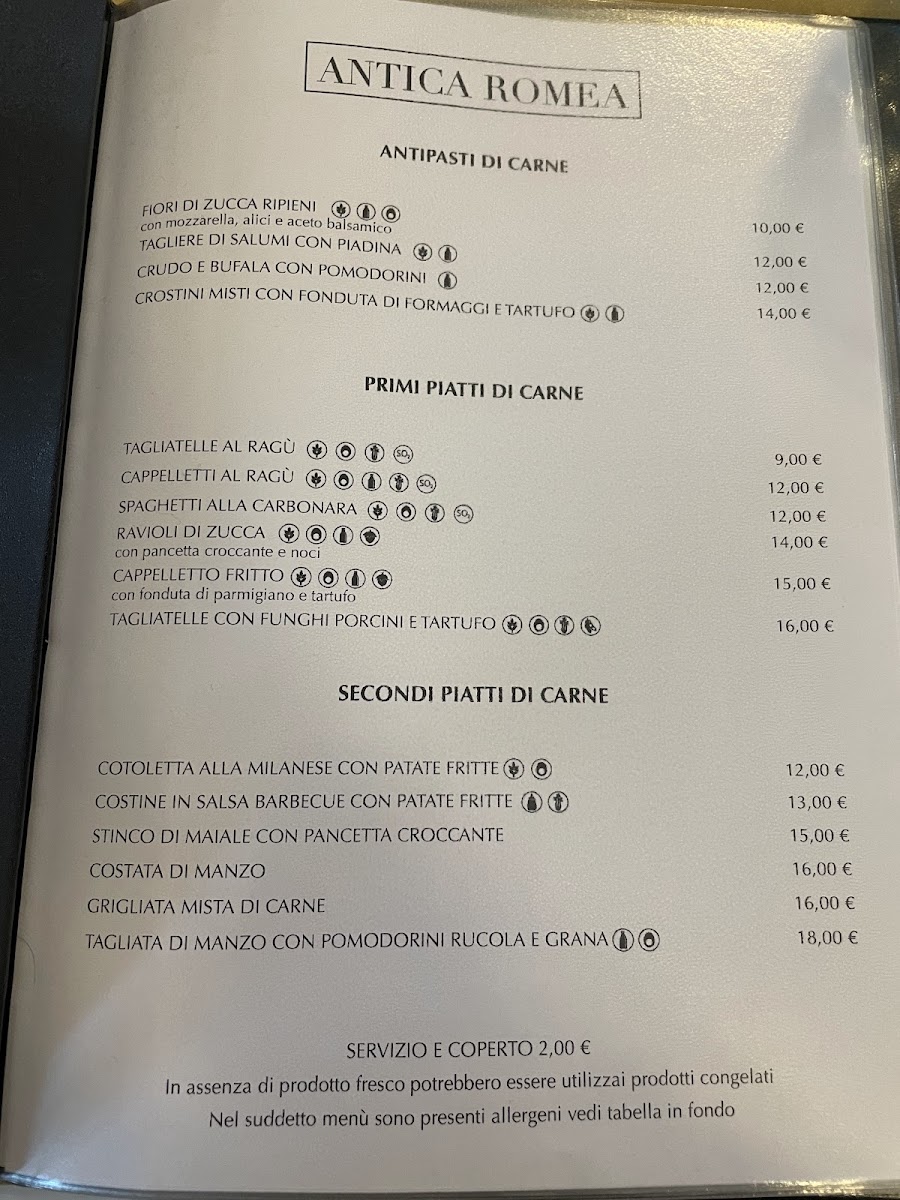 ANTICA ROMEA
ANTIPASTI DI CARNE
FIORI DI ZUCCA RIPIENI 10,00 €
con mozzarella, alici e aceto balsamico
TAGLIERE DI SALUMI CON PIADINA 12,00 €
CRUDO E BUFALA CON POMODORINI 12,00 €
CROSTINI MISTI CON FONDUTA DI FORMAGGI E TARTUFO 14,00 €
PRIMI PIATTI DI CARNE
TAGLIATELLE AL RAGÙ SO₂ 9,00 €
CAPPELLETTI AL RAGÙ SO₂ 12,00 €
SPAGHETTI ALLA CARBONARA SO₂ 12,00 €
RAVIOLI DI ZUCCA 14,00 €
con pancetta croccante e noci
CAPPELLETTO FRITTO 15,00 €
con fonduta di parmigiano e tartufo
TAGLIATELLE CON FUNGHI PORCINI E TARTUFO 16,00 €
SECONDI PIATTI DI CARNE
COTOLETTA ALLA MILANESE CON PATATE FRITTE 12,00 €
COSTINE IN SALSA BARBECUE CON PATATE FRITTE 13,00 €
STINCO DI MAIALE CON PANCETTA CROCCANTE 15,00 €
COSTATA DI MANZO 16,00 €
GRIGLIATA MISTA DI CARNE 16,00 €
TAGLIATA DI MANZO CON POMODORINI RUCOLA E GRANA 18,00 €
SERVIZIO E COPERTO 2,00 €
In assenza di prodotto fresco potrebbero essere utilizzai prodotti congelati
Nel suddetto menù sono presenti allergeni vedi tabella in fondo